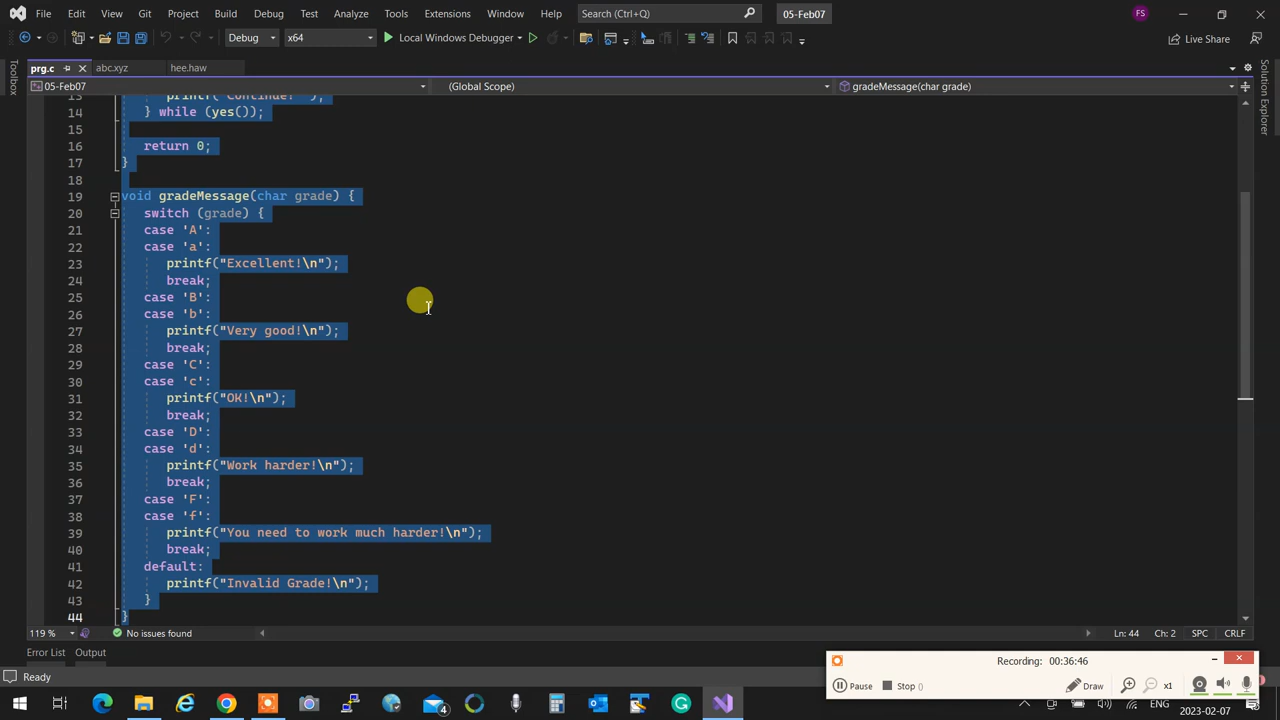 File Edit View Git Project Build Debug Test Analyze Tools Extensions Window Help Search (Ctrl+Q) 05-Feb07 FS
Debug x64 Local Windows Debugger Live Share
prg.c abc.xyz hee.haw
05-Feb07 (Global Scope) gradeMessage(char grade)
Toolbox
Solution Explorer
13 printf("Continue? ");
14 } while (yes());
15
16 return 0;
17 }
18
19 void gradeMessage(char grade) {
20 switch (grade) {
21 case 'A':
22 case 'a':
23 printf("Excellent!\n");
24 break;
25 case 'B':
26 case 'b':
27 printf("Very good!\n");
28 break;
29 case 'C':
30 case 'c':
31 printf("OK!\n");
32 break;
33 case 'D':
34 case 'd':
35 printf("Work harder!\n");
36 break;
37 case 'F':
38 case 'f':
39 printf("You need to work much harder!\n");
40 break;
41 default:
42 printf("Invalid Grade!\n");
43 }
44 }
119 % No issues found Ln: 44 Ch: 2 SPC CRLF
Error List Output
Ready
Recording: 00:36:46
Pause Stop () Draw x1
4 ENG 2023-02-07